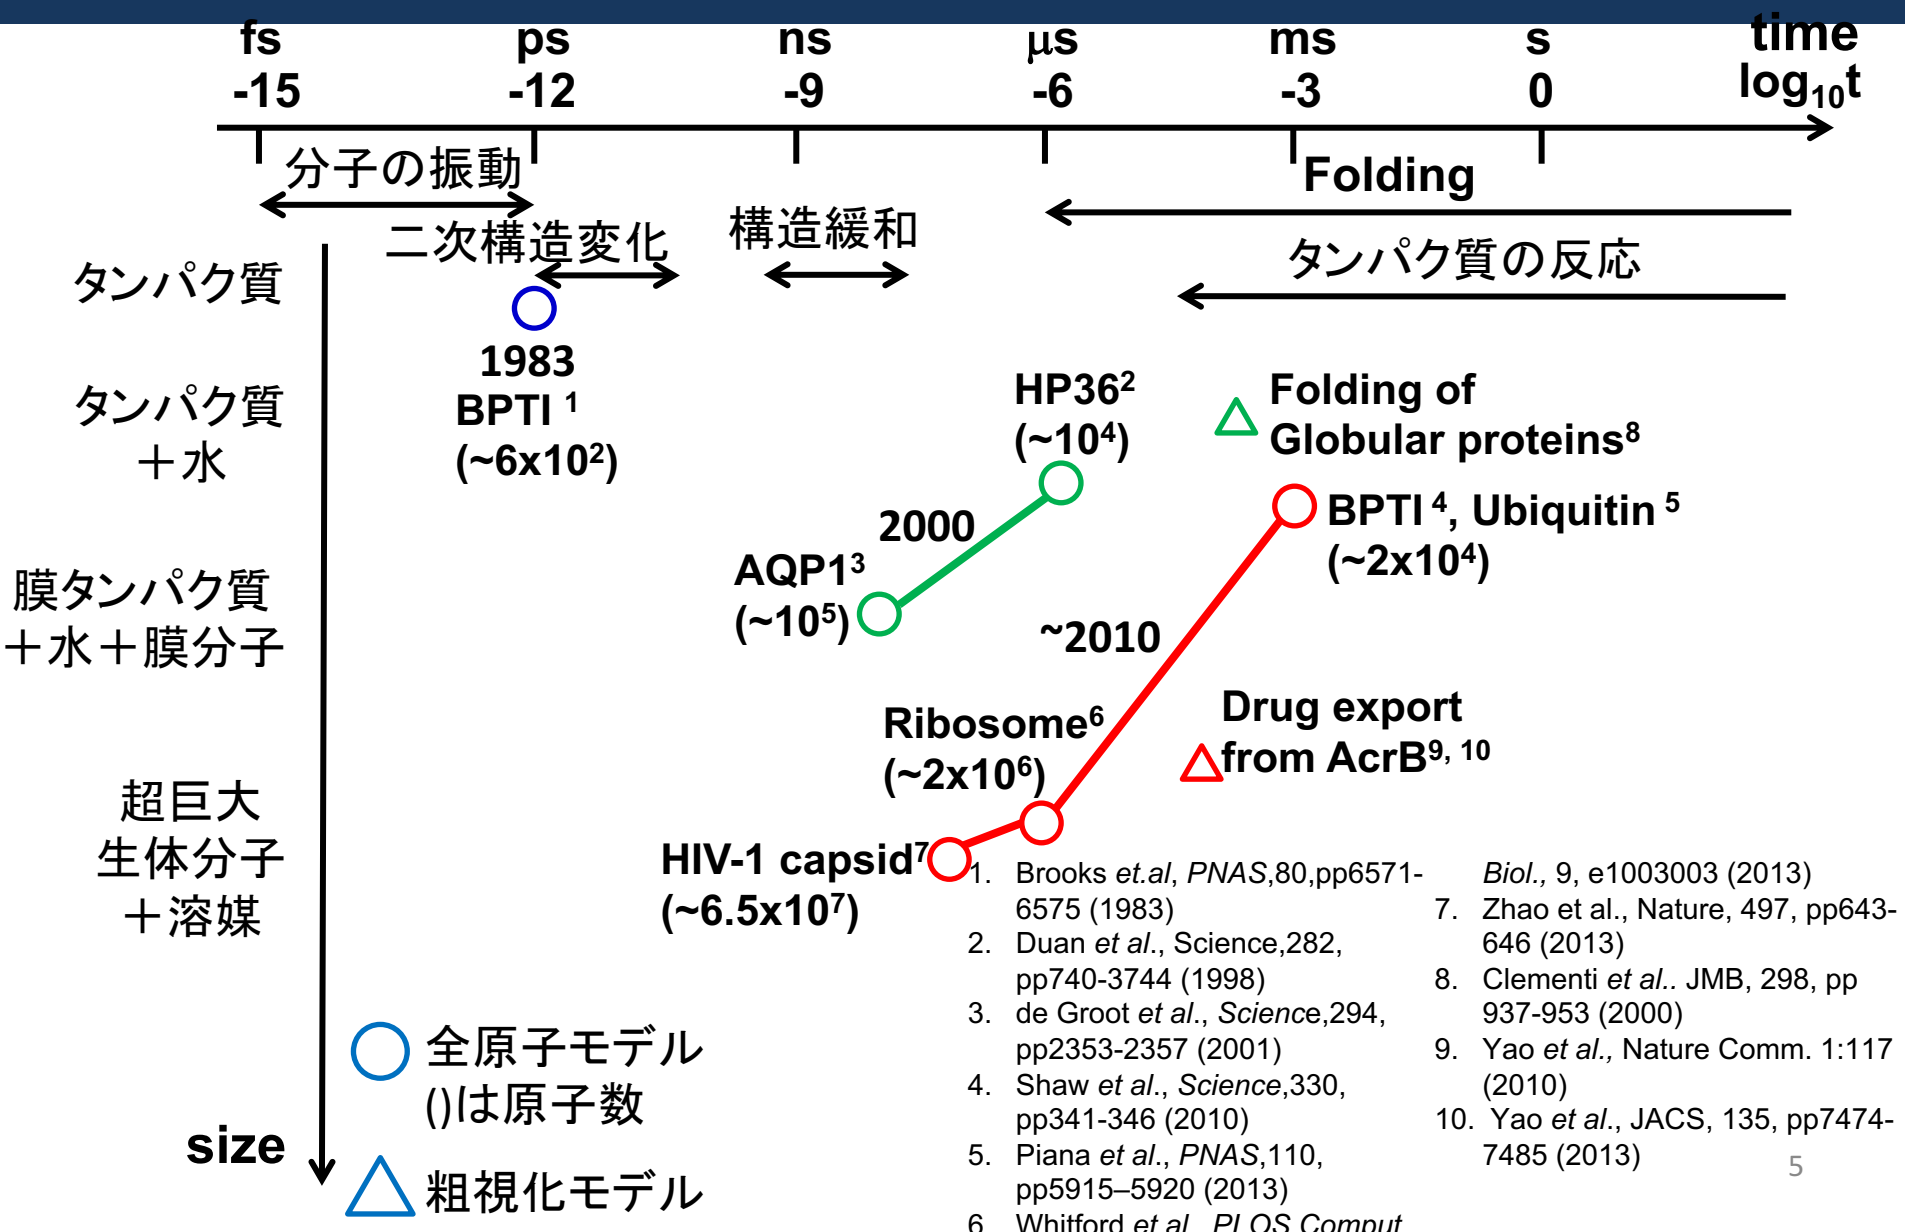 fs ps ns μs ms s time
-15 -12 -9 -6 -3 0 log₁₀t
分子の振動
Folding
二次構造変化
構造緩和
タンパク質の反応
タンパク質
1983
BPTI ¹
(~6x10²)
タンパク質
＋水
HP36²
(~10⁴)
Folding of
Globular proteins⁸
2000
BPTI ⁴, Ubiquitin ⁵
(~2x10⁴)
AQP1³
(~10⁵)
膜タンパク質
＋水＋膜分子
~2010
Ribosome⁶
(~2x10⁶)
Drug export
from AcrB⁹, ¹⁰
超巨大
生体分子
＋溶媒
HIV-1 capsid⁷
(~6.5x10⁷)
全原子モデル
()は原子数
size
粗視化モデル
1. Brooks et.al, PNAS,80,pp6571-
6575 (1983)
2. Duan et al., Science,282,
pp740-3744 (1998)
3. de Groot et al., Science,294,
pp2353-2357 (2001)
4. Shaw et al., Science,330,
pp341-346 (2010)
5. Piana et al., PNAS,110,
pp5915–5920 (2013)
6. Whitford et al., PLOS Comput.
Biol., 9, e1003003 (2013)
7. Zhao et al., Nature, 497, pp643-
646 (2013)
8. Clementi et al.. JMB, 298, pp
937-953 (2000)
9. Yao et al., Nature Comm. 1:117
(2010)
10. Yao et al., JACS, 135, pp7474-
7485 (2013)
5